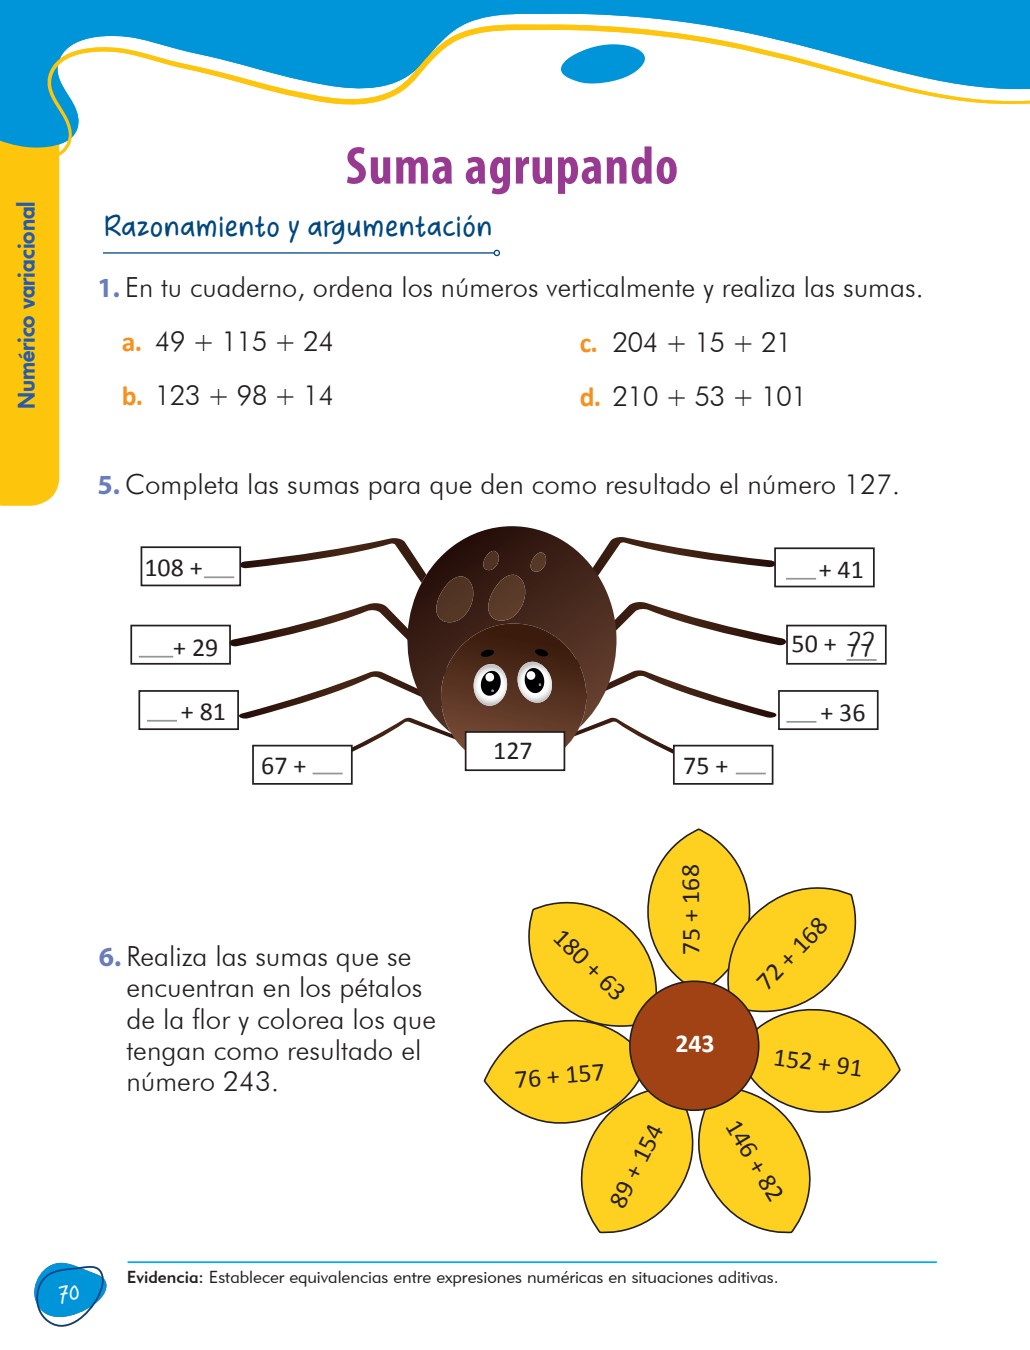 Suma agrupando
Numérico variacional
Razonamiento y argumentación
1. En tu cuaderno, ordena los números verticalmente y realiza las sumas.
a. 49 + 115 + 24
c. 204 + 15 + 21
b. 123 + 98 + 14
d. 210 + 53 + 101
5. Completa las sumas para que den como resultado el número 127.
108 +___
___ + 41
___+ 29
50 + 77
___ + 81
___ + 36
67 + ___
127
75 + ___
75 + 168
72 + 168
180 + 63
152 + 91
243
76 + 157
146 + 82
89 + 154
6. Realiza las sumas que se
encuentran en los pétalos
de la flor y colorea los que
tengan como resultado el
número 243.
70
Evidencia: Establecer equivalencias entre expresiones numéricas en situaciones aditivas.